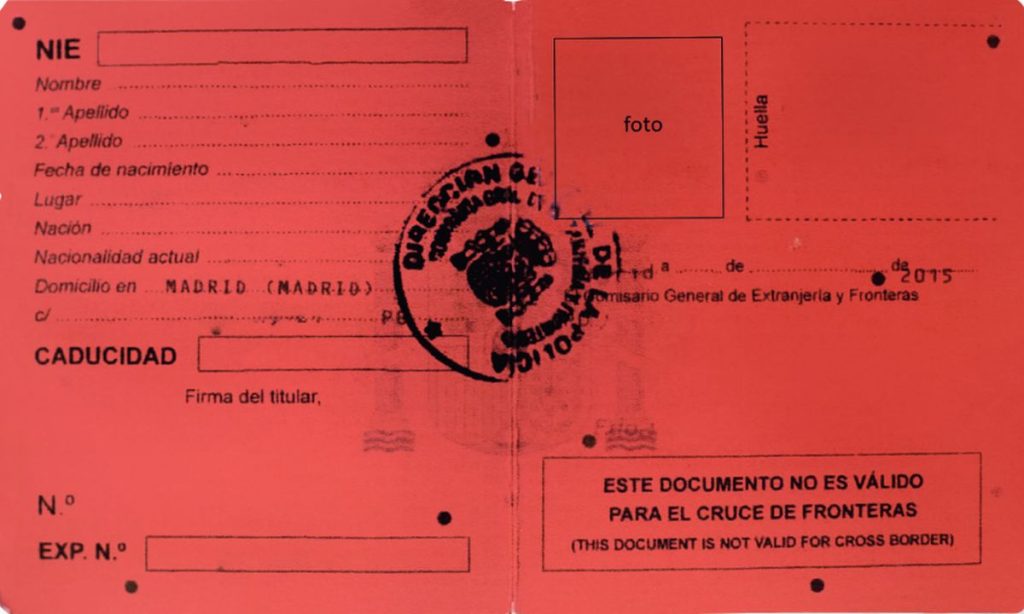 NIE
Nombre
1.er Apellido
2.º Apellido
Fecha de nacimiento
Lugar
Nación
Nacionalidad actual
Domicilio en MADRID (MADRID)
c/
CADUCIDAD
Firma del titular,
N.º
EXP. N.º
DE LA POLICIA
foto
Huella
a de de 2015
Comisario General de Extranjería y Fronteras
ESTE DOCUMENTO NO ES VÁLIDO
PARA EL CRUCE DE FRONTERAS
(THIS DOCUMENT IS NOT VALID FOR CROSS BORDER)